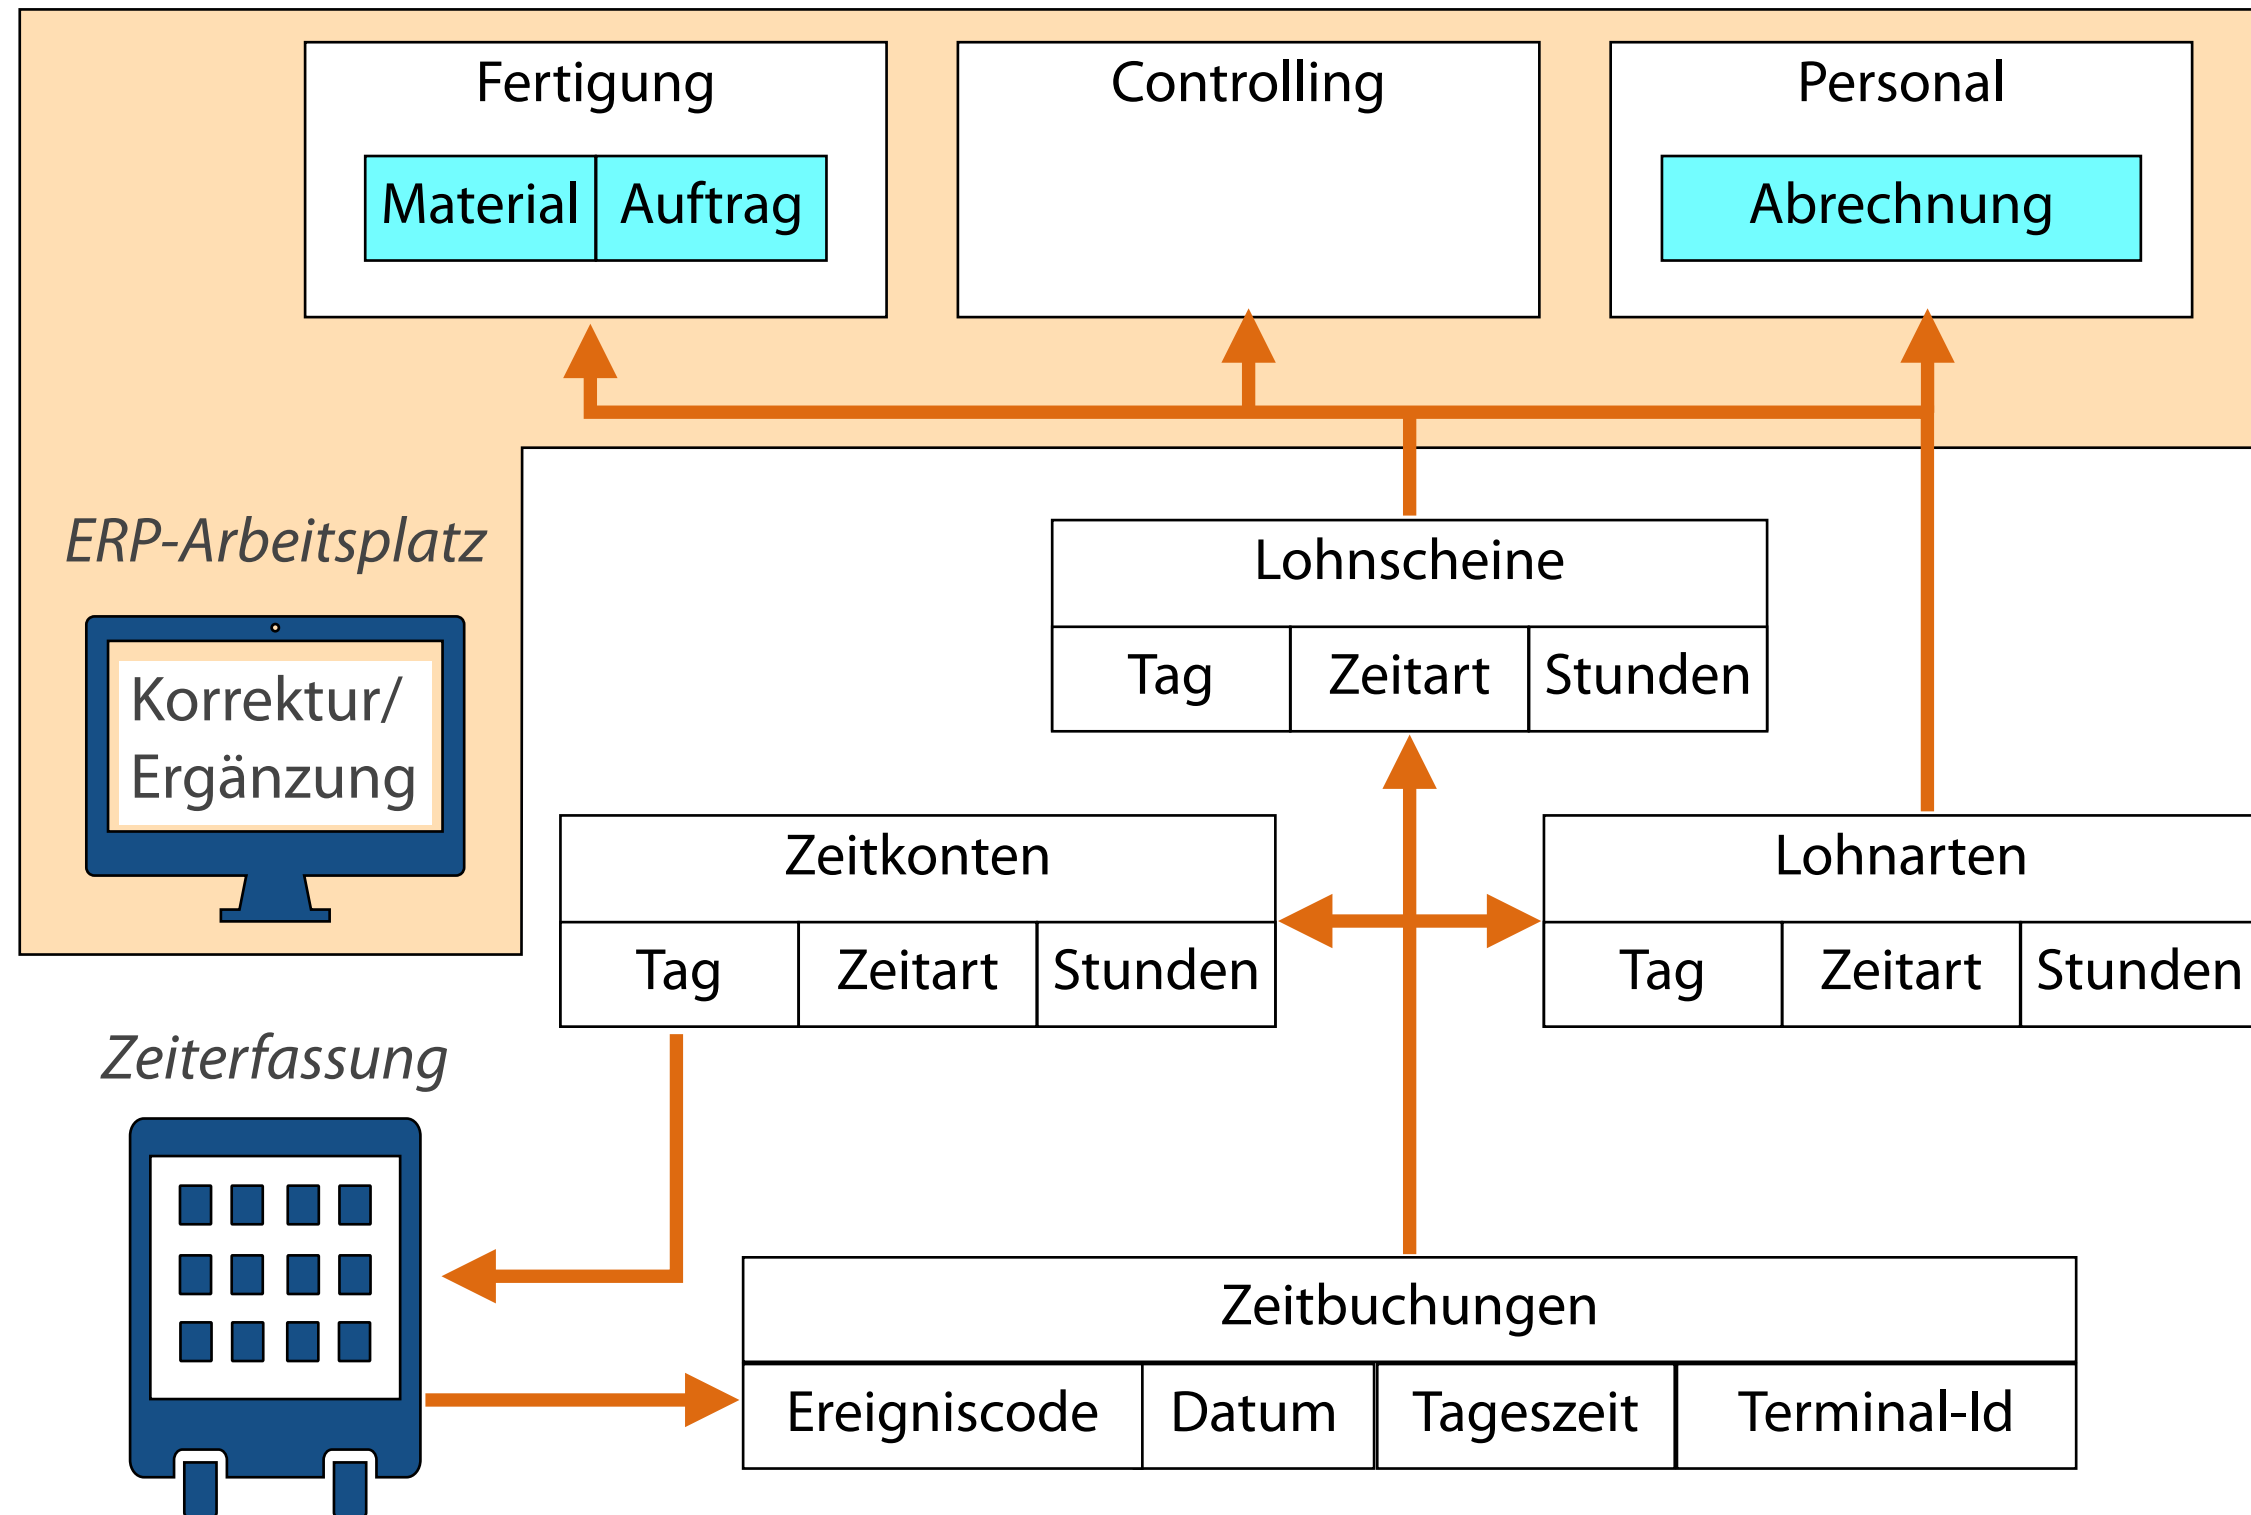 Fertigung
Material Auftrag
Controlling
Personal
Abrechnung
ERP-Arbeitsplatz
Korrektur/
Ergänzung
Lohnscheine
Tag Zeitart Stunden
Zeitkonten
Tag Zeitart Stunden
Lohnarten
Tag Zeitart Stunden
Zeiterfassung
Zeitbuchungen
Ereigniscode Datum Tageszeit Terminal-Id